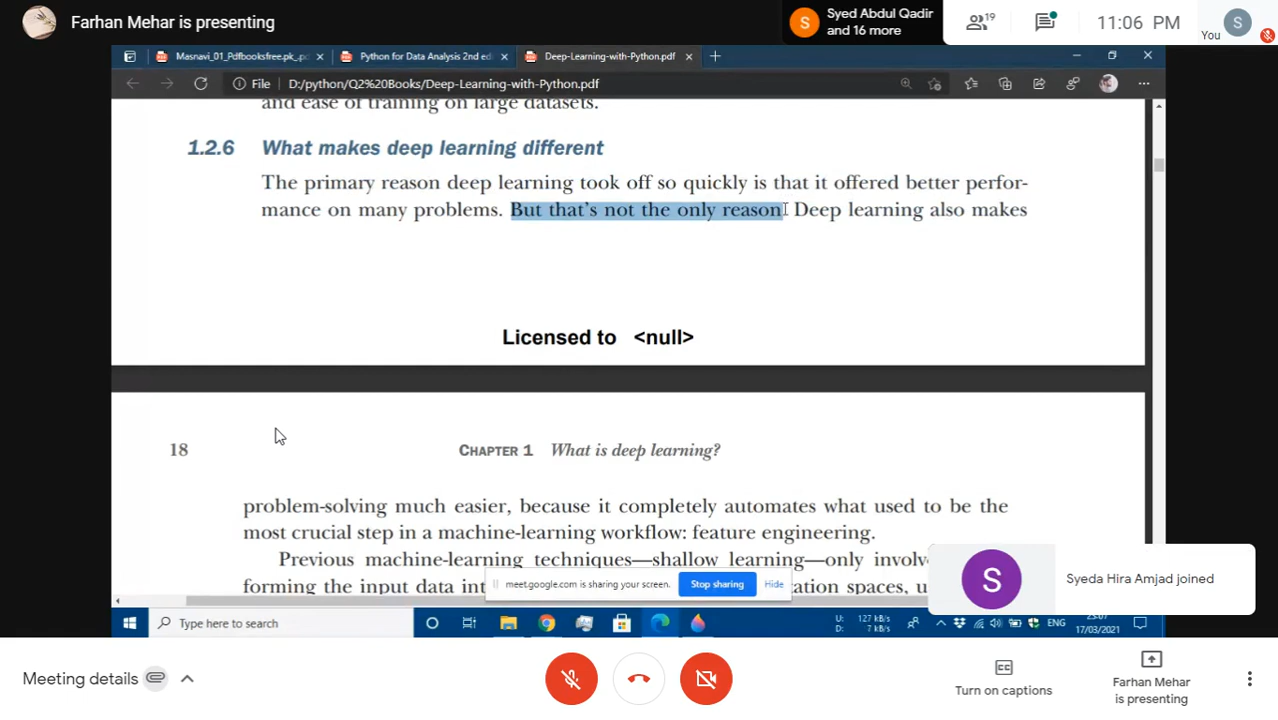 Farhan Mehar is presenting
S
Syed Abdul Qadir
and 16 more
19
11:06 PM
You
S
Masnavi_01_Pdfbooksfree.pk_.p
Python for Data Analysis 2nd ed
Deep-Learning-with-Python.pdf
File
D:/python/Q2%20Books/Deep-Learning-with-Python.pdf
and ease of training on large datasets.
1.2.6 What makes deep learning different
The primary reason deep learning took off so quickly is that it offered better perfor-
mance on many problems. But that’s not the only reason. Deep learning also makes
Licensed to <null>
18
CHAPTER 1 What is deep learning?
problem-solving much easier, because it completely automates what used to be the
most crucial step in a machine-learning workflow: feature engineering.
Previous machine-learning techniques—shallow learning—only involv
forming the input data int
tation spaces, u
meet.google.com is sharing your screen.
Stop sharing
Hide
S
Syeda Hira Amjad joined
Type here to search
U: 127 kB/s
D: 7 kB/s
ENG
17/03/2021
Meeting details
CC
Turn on captions
Farhan Mehar
is presenting